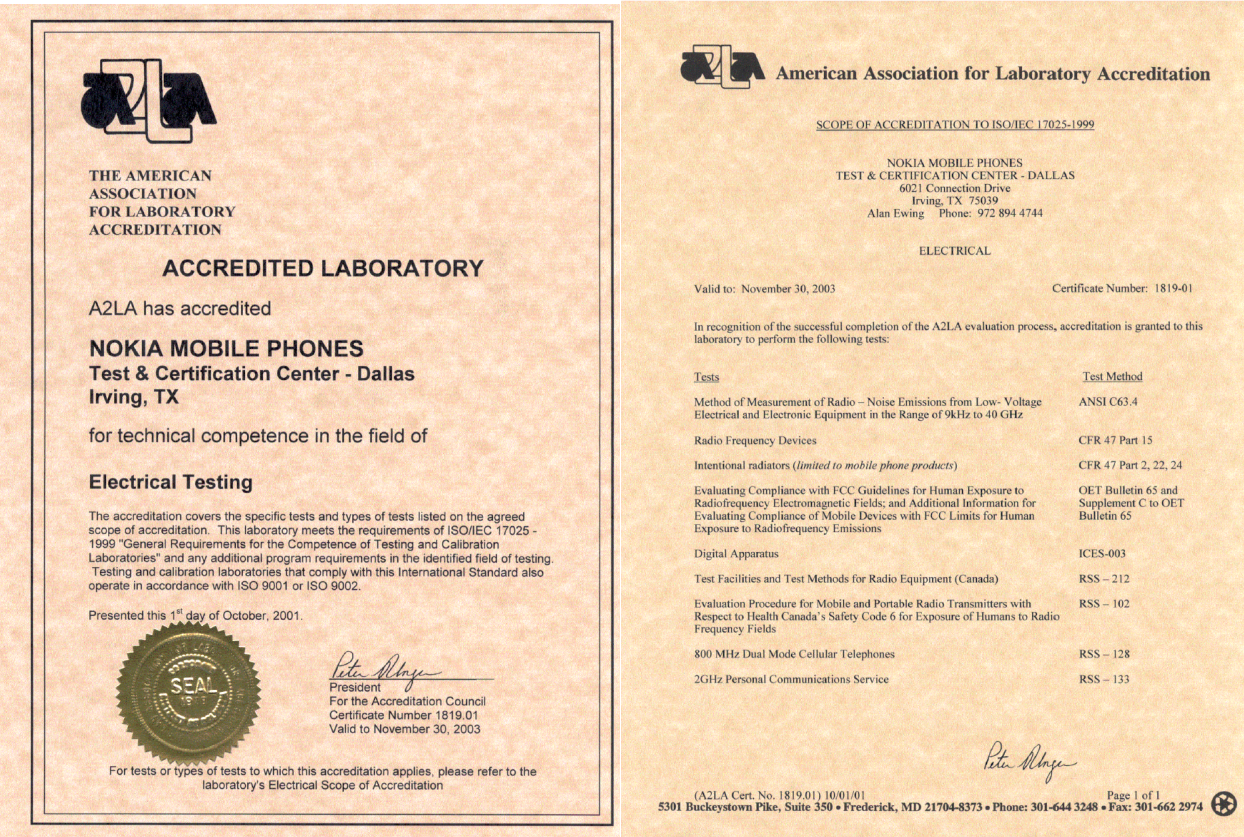 A2LA
THE AMERICAN
ASSOCIATION
FOR LABORATORY
ACCREDITATION
ACCREDITED LABORATORY
A2LA has accredited
NOKIA MOBILE PHONES
Test & Certification Center - Dallas
Irving, TX
for technical competence in the field of
Electrical Testing
The accreditation covers the specific tests and types of tests listed on the agreed
scope of accreditation. This laboratory meets the requirements of ISO/IEC 17025 -
1999 "General Requirements for the Competence of Testing and Calibration
Laboratories" and any additional program requirements in the identified field of testing.
Testing and calibration laboratories that comply with this International Standard also
operate in accordance with ISO 9001 or ISO 9002.
Presented this 1st day of October, 2001.
SEAL
President
For the Accreditation Council
Certificate Number 1819.01
Valid to November 30, 2003
For tests or types of tests to which this accreditation applies, please refer to the
laboratory's Electrical Scope of Accreditation
A2LA American Association for Laboratory Accreditation
SCOPE OF ACCREDITATION TO ISO/IEC 17025-1999
NOKIA MOBILE PHONES
TEST & CERTIFICATION CENTER - DALLAS
6021 Connection Drive
Irving, TX 75039
Alan Ewing Phone: 972 894 4744
ELECTRICAL
Valid to: November 30, 2003 Certificate Number: 1819-01
In recognition of the successful completion of the A2LA evaluation process, accreditation is granted to this
laboratory to perform the following tests:
Tests Test Method
Method of Measurement of Radio – Noise Emissions from Low- Voltage ANSI C63.4
Electrical and Electronic Equipment in the Range of 9kHz to 40 GHz
Radio Frequency Devices CFR 47 Part 15
Intentional radiators (limited to mobile phone products) CFR 47 Part 2, 22, 24
Evaluating Compliance with FCC Guidelines for Human Exposure to OET Bulletin 65 and
Radiofrequency Electromagnetic Fields; and Additional Information for Supplement C to OET
Evaluating Compliance of Mobile Devices with FCC Limits for Human Bulletin 65
Exposure to Radiofrequency Emissions
Digital Apparatus ICES-003
Test Facilities and Test Methods for Radio Equipment (Canada) RSS – 212
Evaluation Procedure for Mobile and Portable Radio Transmitters with RSS – 102
Respect to Health Canada's Safety Code 6 for Exposure of Humans to Radio
Frequency Fields
800 MHz Dual Mode Cellular Telephones RSS – 128
2GHz Personal Communications Service RSS – 133
(A2LA Cert. No. 1819.01) 10/01/01 Page 1 of 1
5301 Buckeystown Pike, Suite 350 • Frederick, MD 21704-8373 • Phone: 301-644 3248 • Fax: 301-662 2974